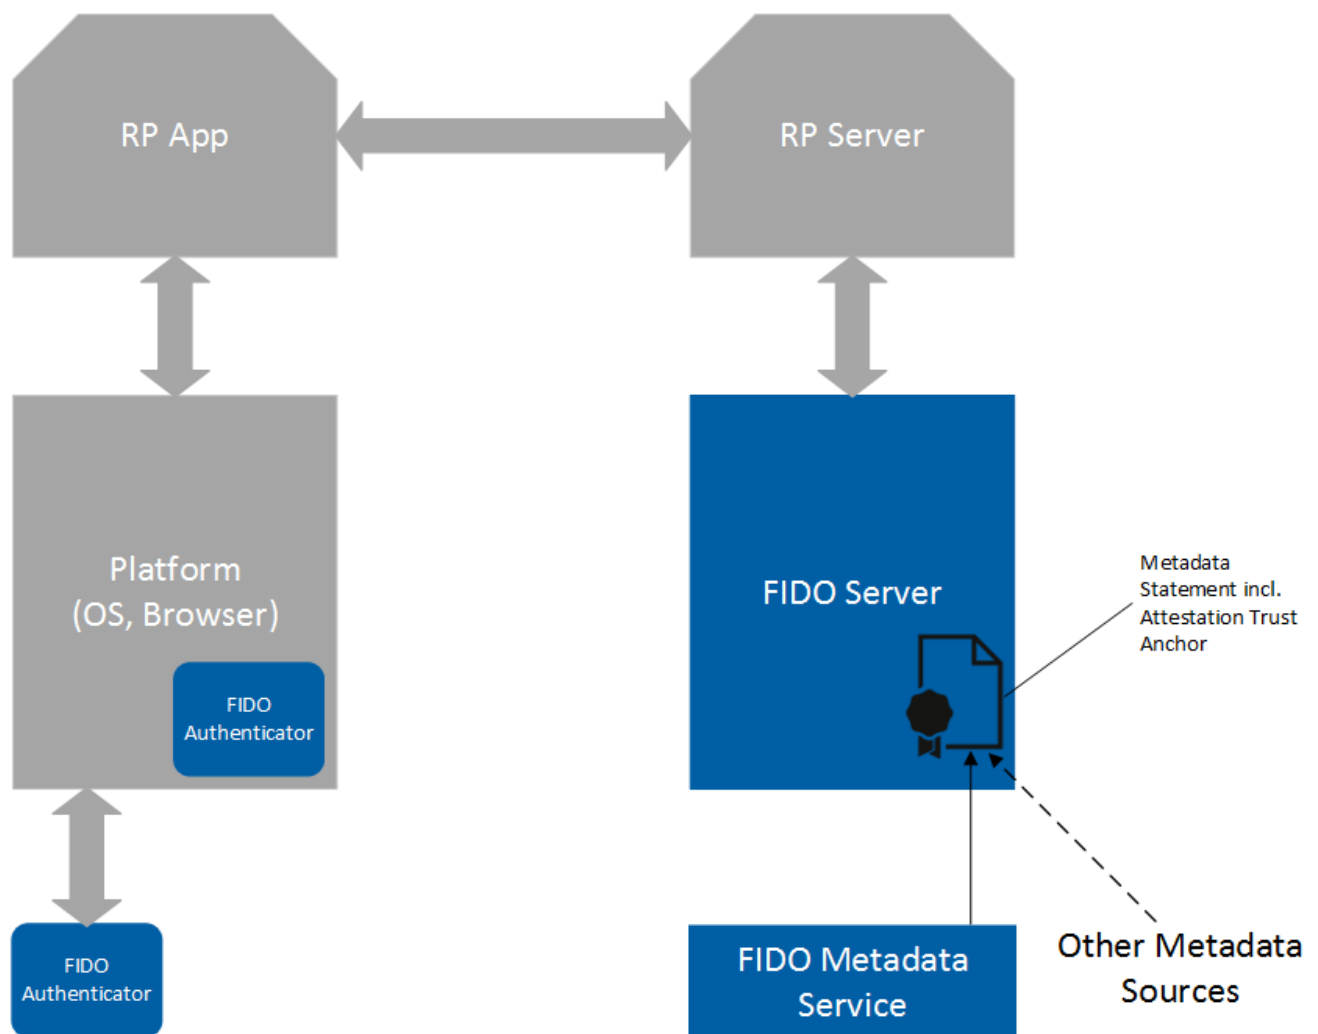 RP App
RP Server
Platform
(OS, Browser)
FIDO
Authenticator
FIDO Server
Metadata
Statement incl.
Attestation Trust
Anchor
FIDO
Authenticator
FIDO Metadata
Service
Other Metadata
Sources